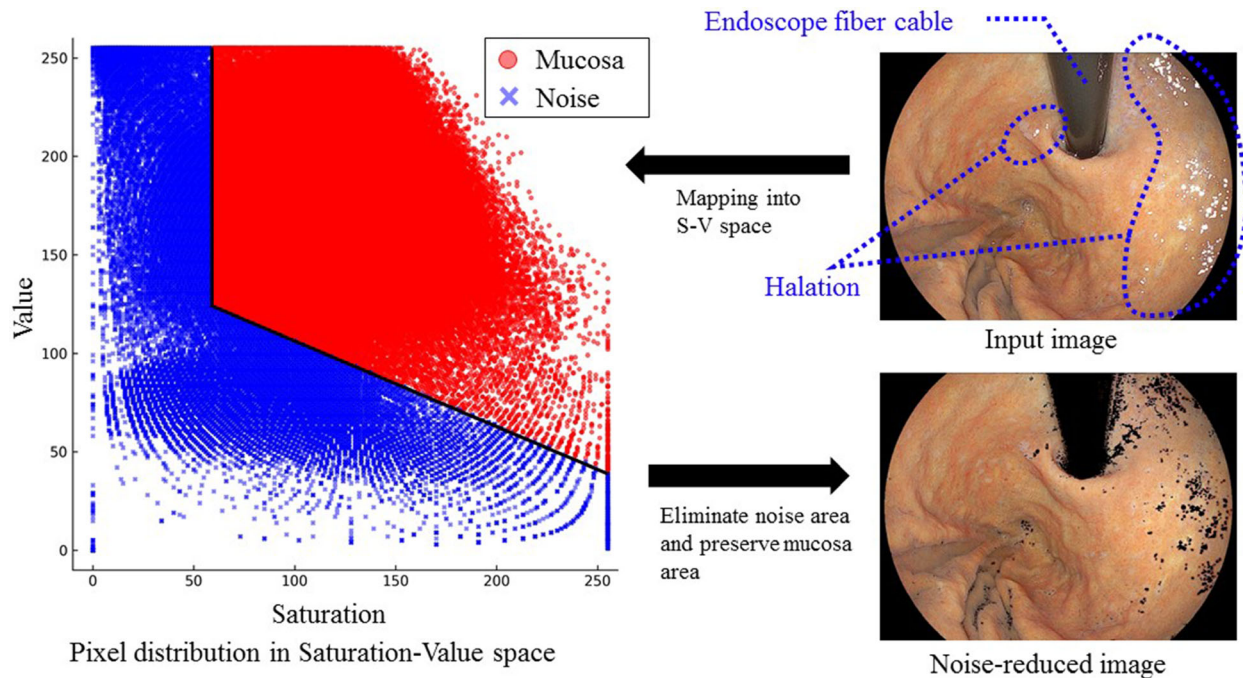 Endoscope fiber cable
250
200
150
100
50
0
Value
0
50
100
150
200
250
Saturation
Pixel distribution in Saturation-Value space
Mucosa
Noise
Mapping into
S-V space
Halation
Input image
Eliminate noise area
and preserve mucosa
area
Noise-reduced image